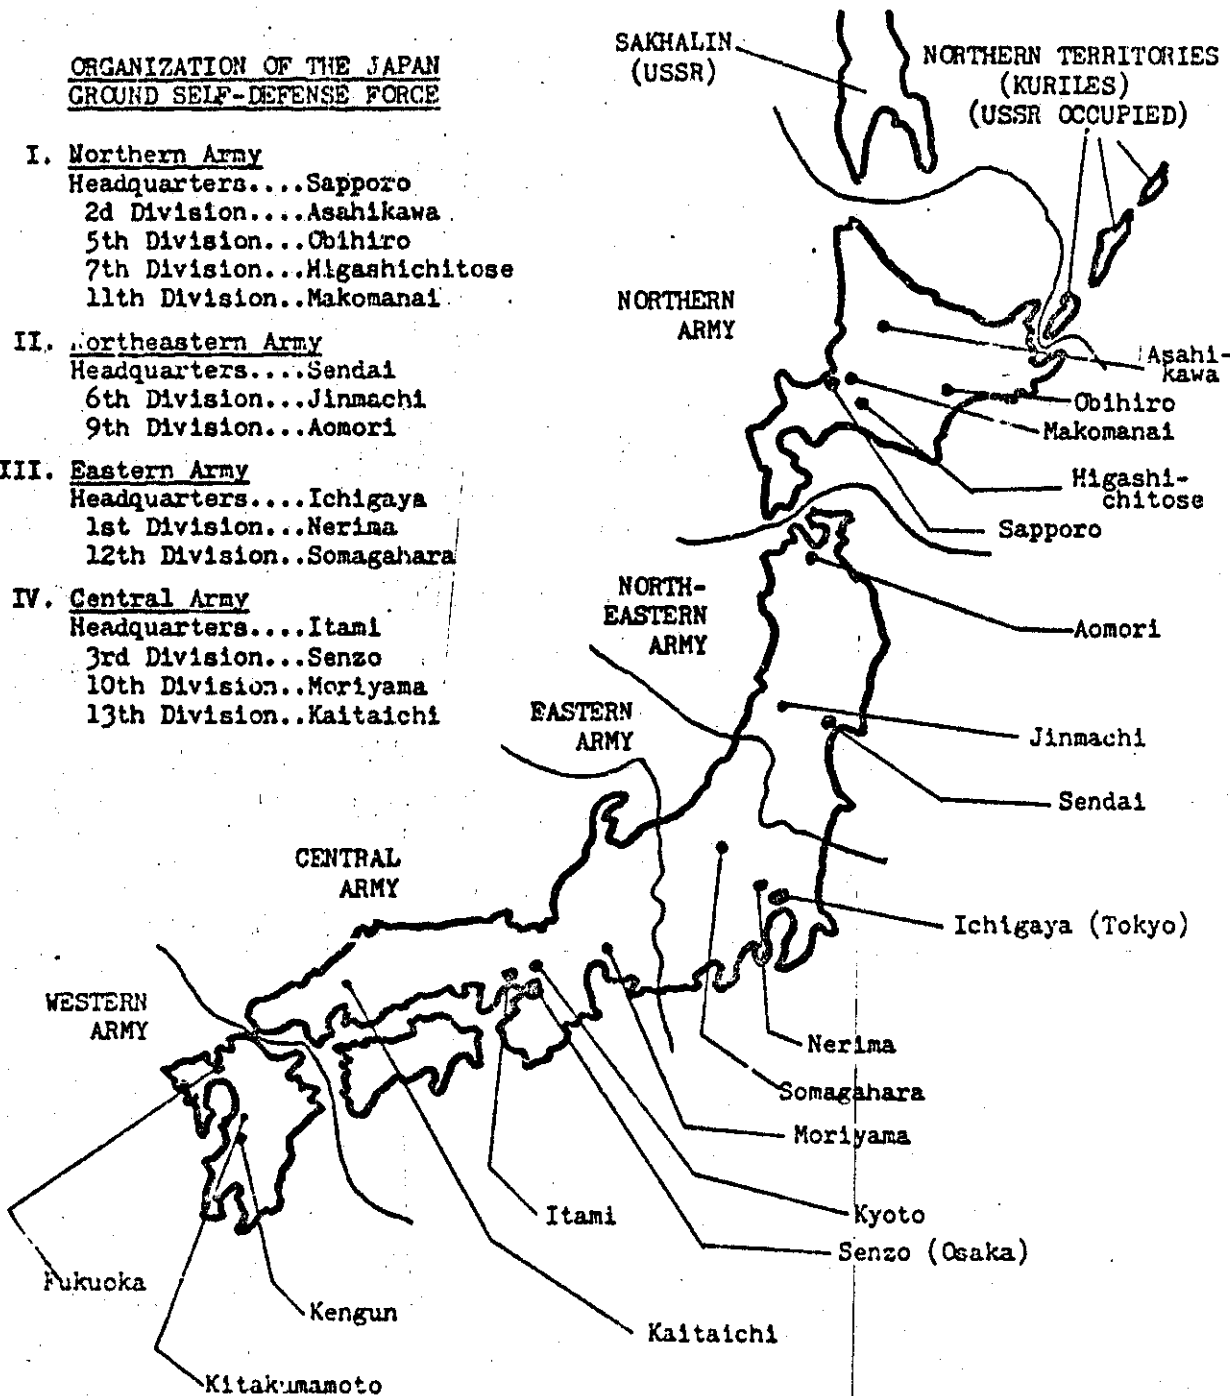 ORGANIZATION OF THE JAPAN
GROUND SELF-DEFENSE FORCE
I. Northern Army
Headquarters....Sapporo
2d Division....Asahikawa
5th Division...Obihiro
7th Division...Higashichitose
11th Division..Makomanai
II. Northeastern Army
Headquarters....Sendai
6th Division...Jinmachi
9th Division...Aomori
III. Eastern Army
Headquarters....Ichigaya
1st Division...Nerima
12th Division..Somagahara
IV. Central Army
Headquarters....Itami
3rd Division...Senzo
10th Division..Moriyama
13th Division..Kaitaichi
SAKHALIN
(USSR)
NORTHERN TERRITORIES
(KURILES)
(USSR OCCUPIED)
NORTHERN
ARMY
Asahi-
kawa
Obihiro
Makomanai
Higashi-
chitose
Sapporo
NORTH-
EASTERN
ARMY
Aomori
EASTERN
ARMY
Jinmachi
Sendai
CENTRAL
ARMY
Ichigaya (Tokyo)
WESTERN
ARMY
Nerima
Somagahara
Moriyama
Itami
Kyoto
Senzo (Osaka)
Fukuoka
Kengun
Kaitaichi
Kitakumamoto